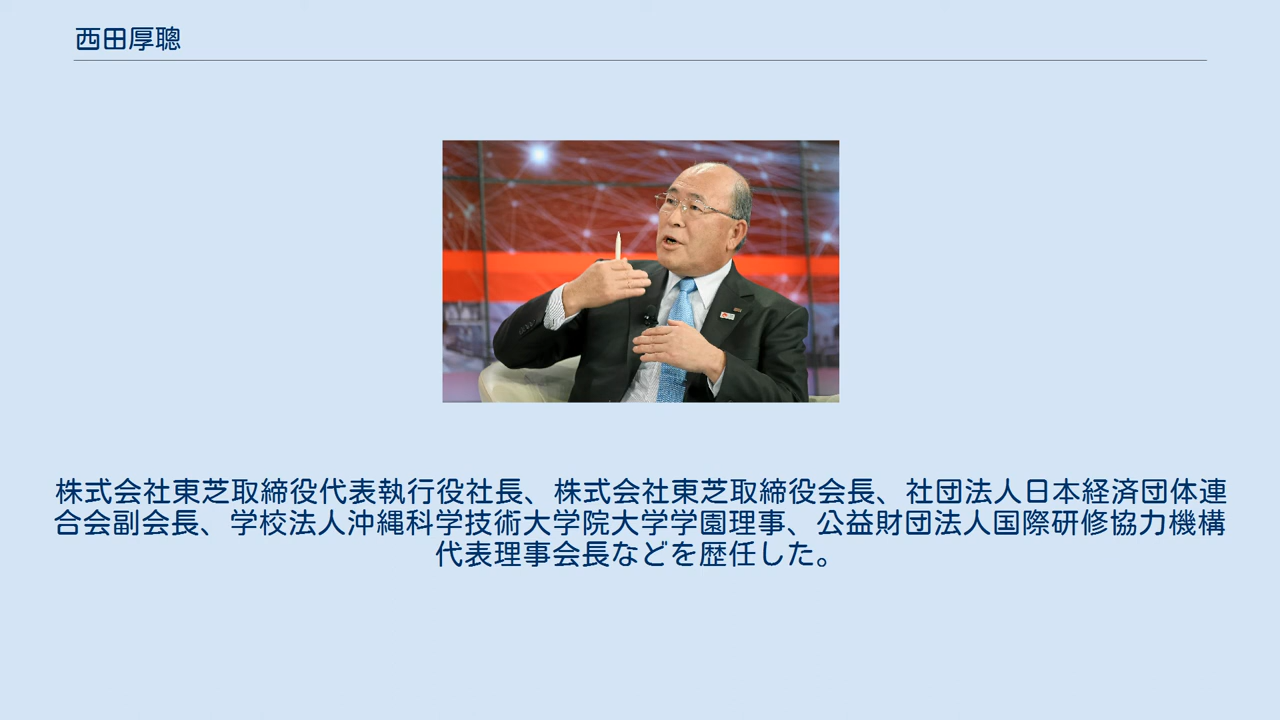 西田厚聰
株式会社東芝取締役代表執行役社長、株式会社東芝取締役会長、社団法人日本経済団体連
合会副会長、学校法人沖縄科学技術大学院大学学園理事、公益財団法人国際研修協力機構
代表理事会長などを歴任した。